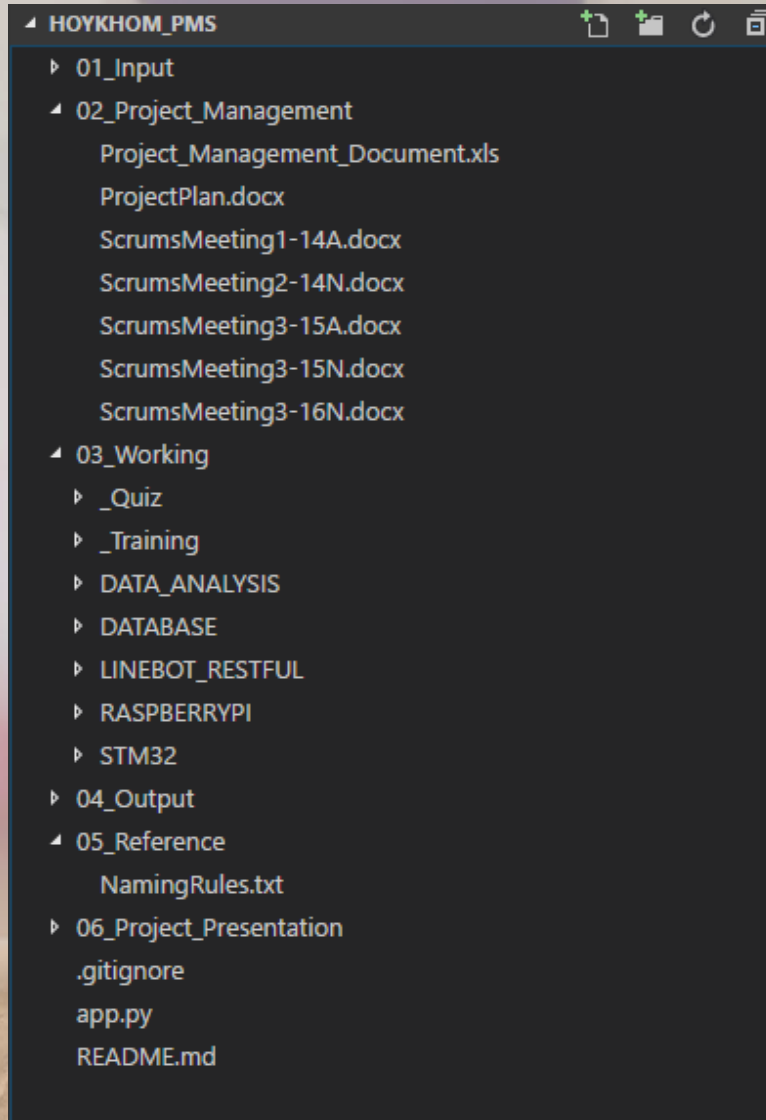 HOYKHOM_PMS
01_Input
02_Project_Management
Project_Management_Document.xls
ProjectPlan.docx
ScrumsMeeting1-14A.docx
ScrumsMeeting2-14N.docx
ScrumsMeeting3-15A.docx
ScrumsMeeting3-15N.docx
ScrumsMeeting3-16N.docx
03_Working
_Quiz
_Training
DATA_ANALYSIS
DATABASE
LINEBOT_RESTFUL
RASPBERRYPI
STM32
04_Output
05_Reference
NamingRules.txt
06_Project_Presentation
.gitignore
app.py
README.md